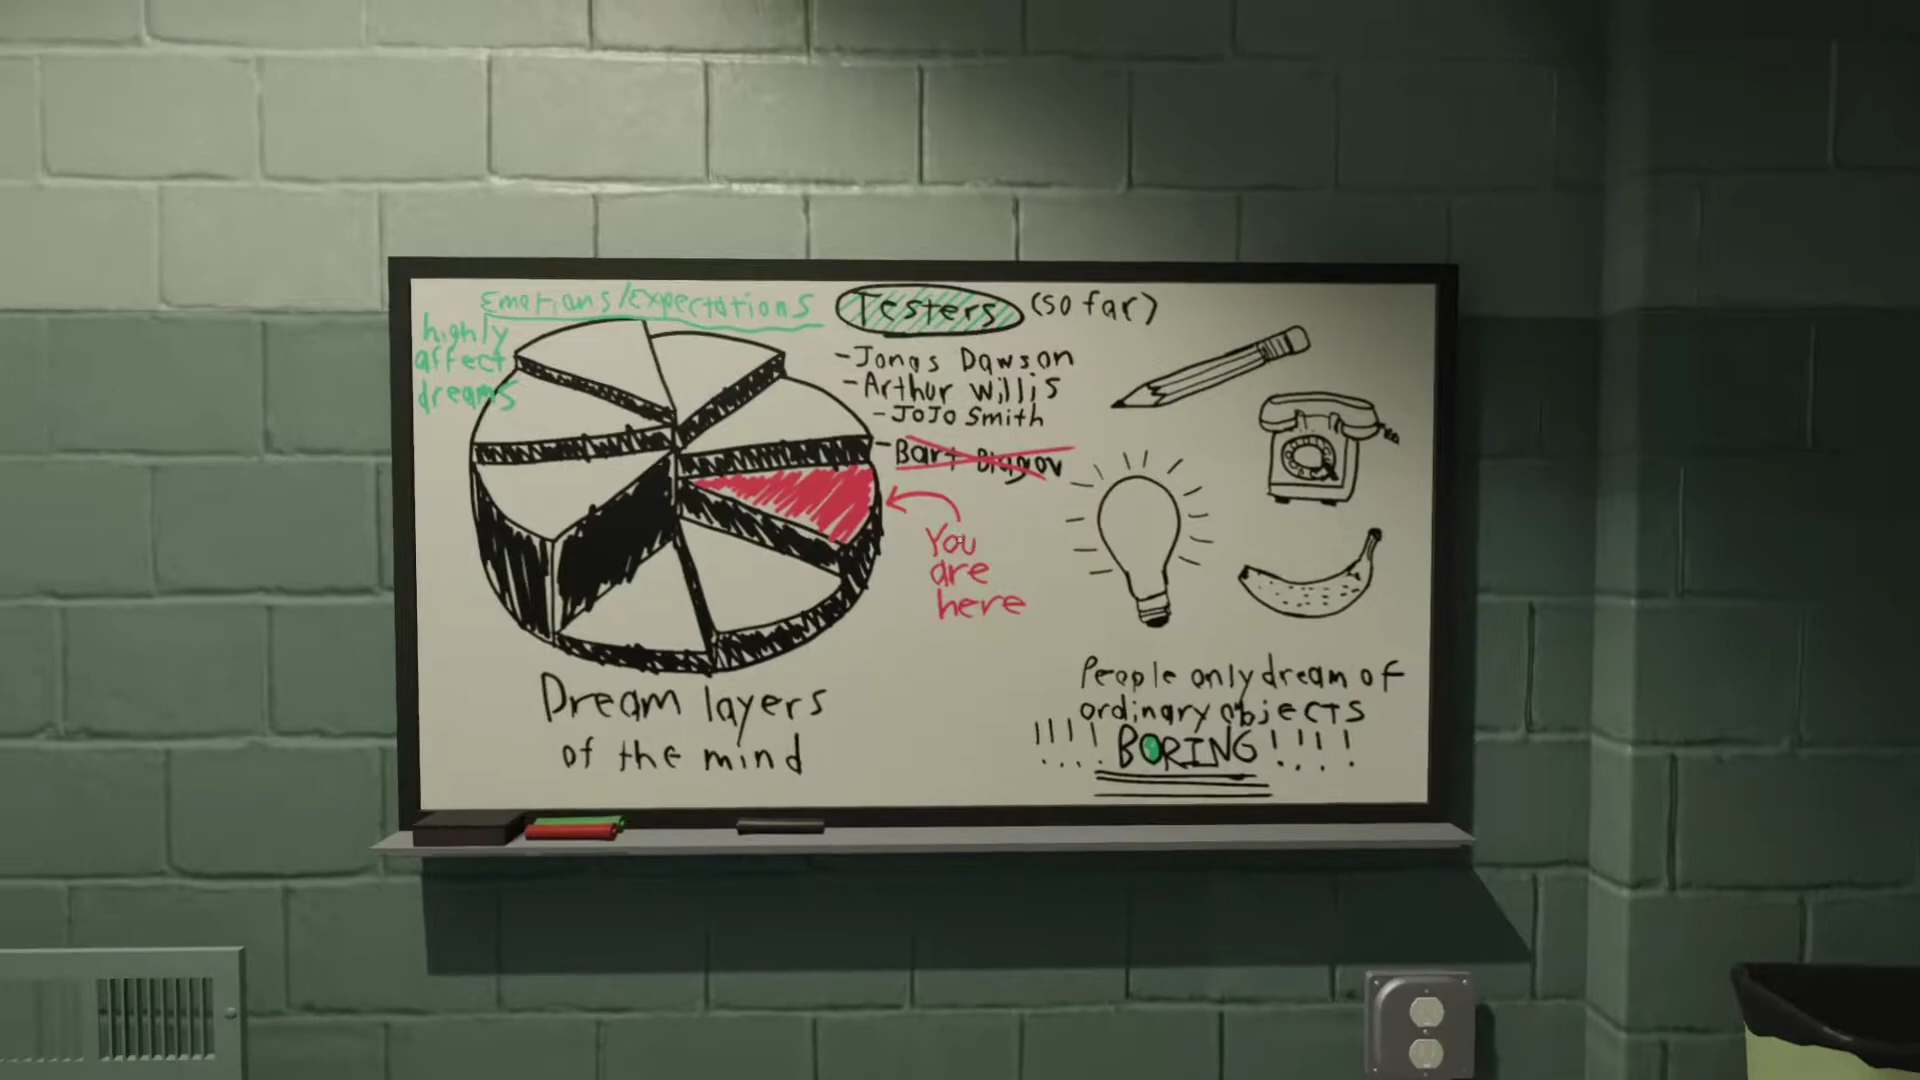 Emotions/Expectations
highly
affect
dreams
Testers (so far)
-Jonas Dawson
-Arthur Willis
-JoJo Smith
-Bart
You
are
here
Dream layers
of the mind
People only dream of
ordinary objects
!!!! BORING !!!!